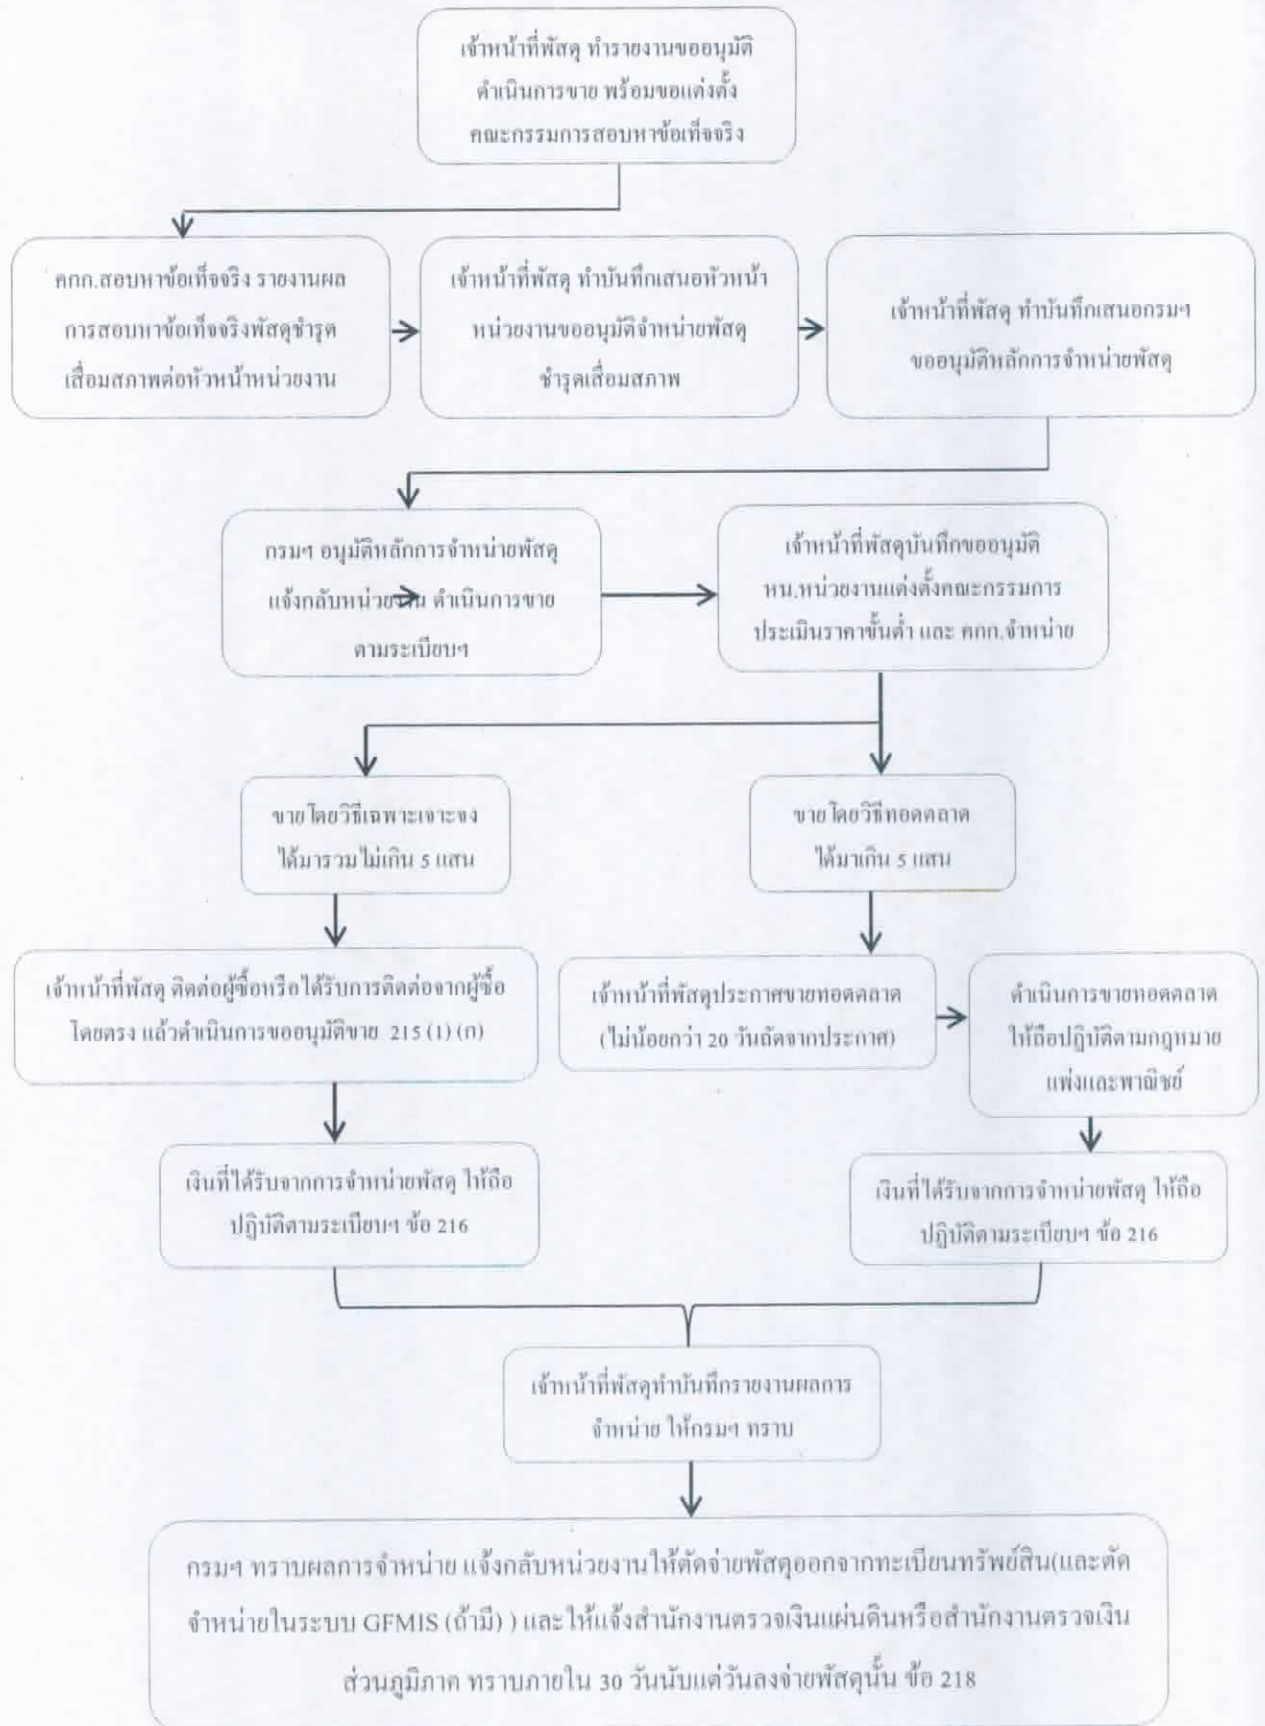 เจ้าหน้าที่พัสดุ ทำรายงานขออนุมัติ
ดำเนินการขาย พร้อมขอแต่งตั้ง
คณะกรรมการสอบหาข้อเท็จจริง
คกก.สอบหาข้อเท็จจริง รายงานผล
การสอบหาข้อเท็จจริงพัสดุชำรุด
เสื่อมสภาพต่อหัวหน้าหน่วยงาน
เจ้าหน้าที่พัสดุ ทำบันทึกเสนอหัวหน้า
หน่วยงานขออนุมัติจำหน่ายพัสดุ
ชำรุดเสื่อมสภาพ
เจ้าหน้าที่พัสดุ ทำบันทึกเสนอกรมฯ
ขออนุมัติหลักการจำหน่ายพัสดุ
กรมฯ อนุมัติหลักการจำหน่ายพัสดุ
แจ้งกลับหน่วยงาน ดำเนินการขาย
ตามระเบียบฯ
เจ้าหน้าที่พัสดุบันทึกขออนุมัติ
หน.หน่วยงานแต่งตั้งคณะกรรมการ
ประเมินราคาขั้นต่ำ และ คกก.จำหน่าย
ขายโดยวิธีเฉพาะเจาะจง
ได้มารวมไม่เกิน 5 แสน
ขายโดยวิธีทอดตลาด
ได้มาเกิน 5 แสน
เจ้าหน้าที่พัสดุ ติดต่อผู้ซื้อหรือได้รับการติดต่อจากผู้ซื้อ
โดยตรง แล้วดำเนินการขออนุมัติขาย 215 (1) (ก)
เจ้าหน้าที่พัสดุประกาศขายทอดตลาด
(ไม่น้อยกว่า 20 วันถัดจากประกาศ)
ดำเนินการขายทอดตลาด
ให้ถือปฏิบัติตามกฎหมาย
แพ่งและพาณิชย์
เงินที่ได้รับจากการจำหน่ายพัสดุ ให้ถือ
ปฏิบัติตามระเบียบฯ ข้อ 216
เงินที่ได้รับจากการจำหน่ายพัสดุ ให้ถือ
ปฏิบัติตามระเบียบฯ ข้อ 216
เจ้าหน้าที่พัสดุทำบันทึกรายงานผลการ
จำหน่าย ให้กรมฯ ทราบ
กรมฯ ทราบผลการจำหน่าย แจ้งกลับหน่วยงานให้ตัดจ่ายพัสดุออกจากทะเบียนทรัพย์สิน(และตัด
จำหน่ายในระบบ GFMIS (ถ้ามี) ) และให้แจ้งสำนักงานตรวจเงินแผ่นดินหรือสำนักงานตรวจเงิน
ส่วนภูมิภาค ทราบภายใน 30 วันนับแต่วันลงจ่ายพัสดุนั้น ข้อ 218